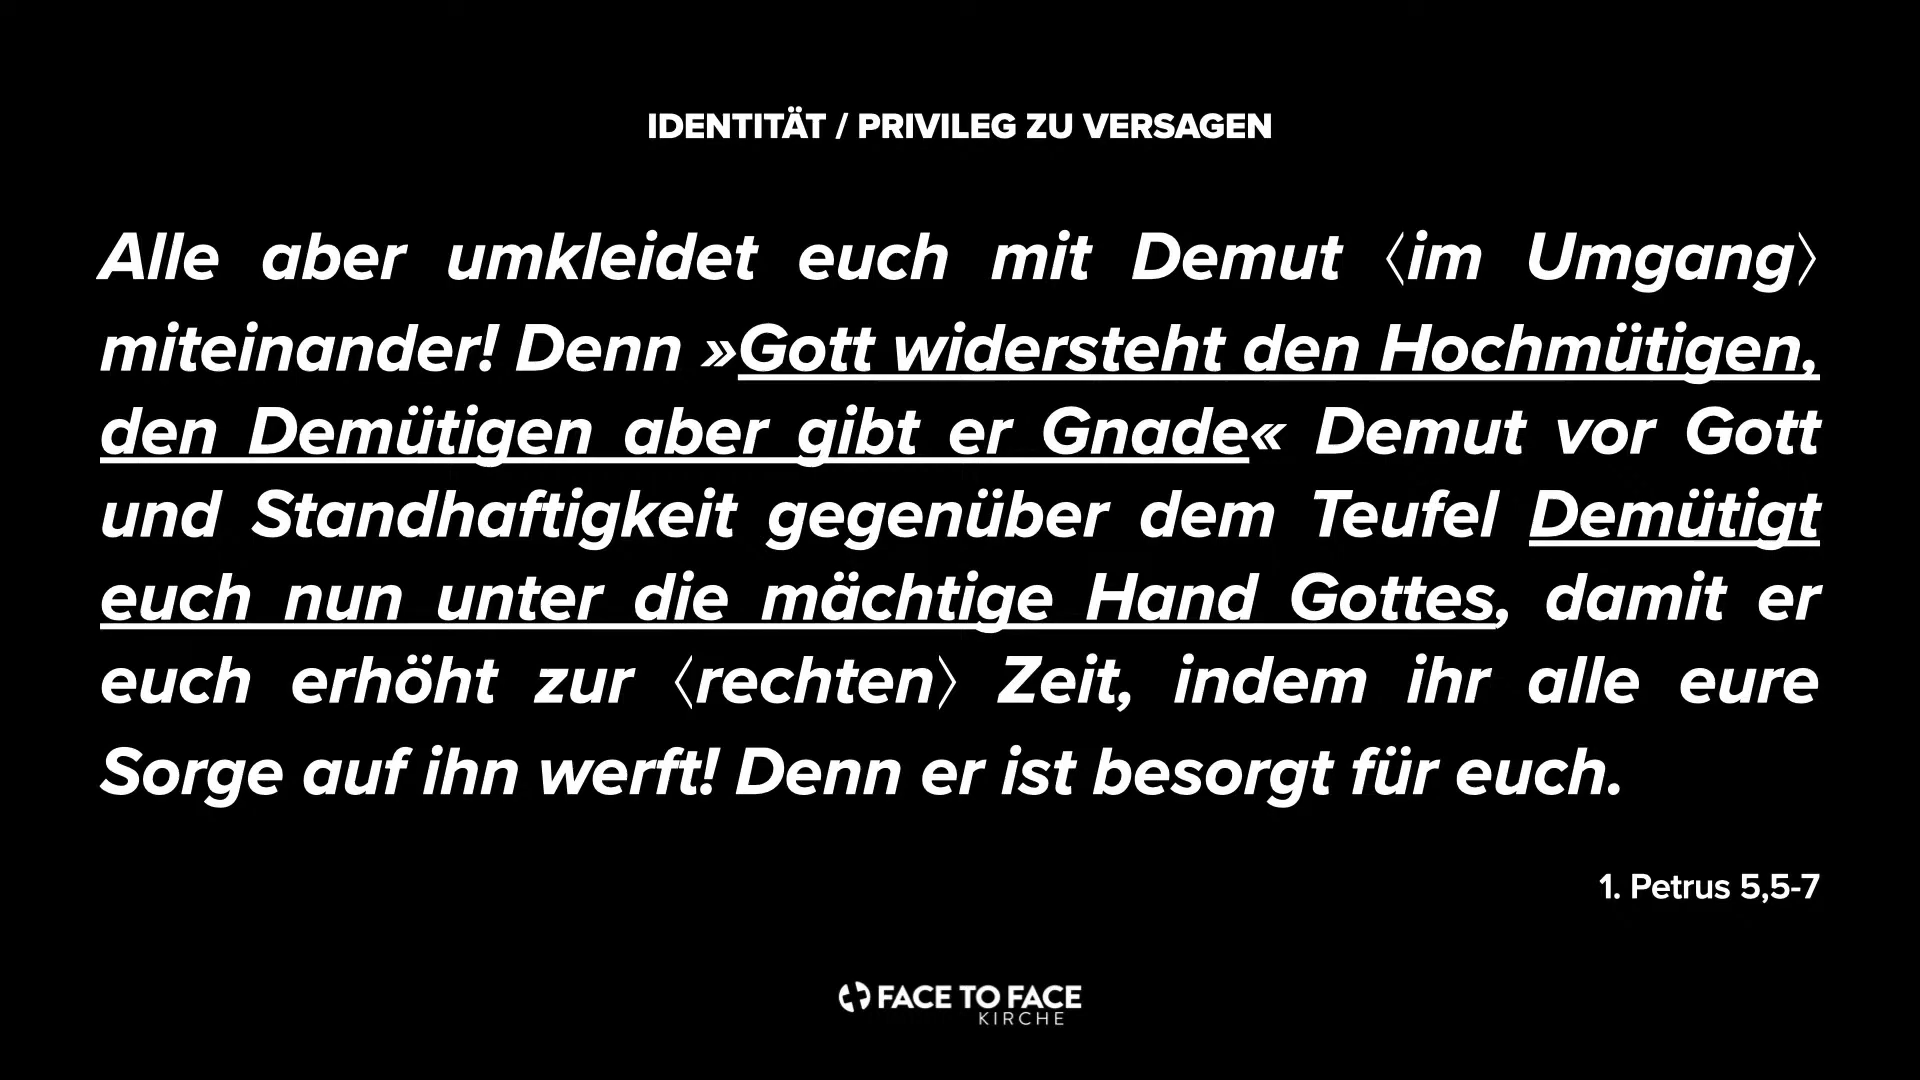 IDENTITÄT / PRIVILEG ZU VERSAGEN
Alle aber umkleidet euch mit Demut 〈im Umgang〉
miteinander! Denn »Gott widersteht den Hochmütigen,
den Demütigen aber gibt er Gnade« Demut vor Gott
und Standhaftigkeit gegenüber dem Teufel Demütigt
euch nun unter die mächtige Hand Gottes, damit er
euch erhöht zur 〈rechten〉 Zeit, indem ihr alle eure
Sorge auf ihn werft! Denn er ist besorgt für euch.
1. Petrus 5,5-7
FACE TO FACE
KIRCHE